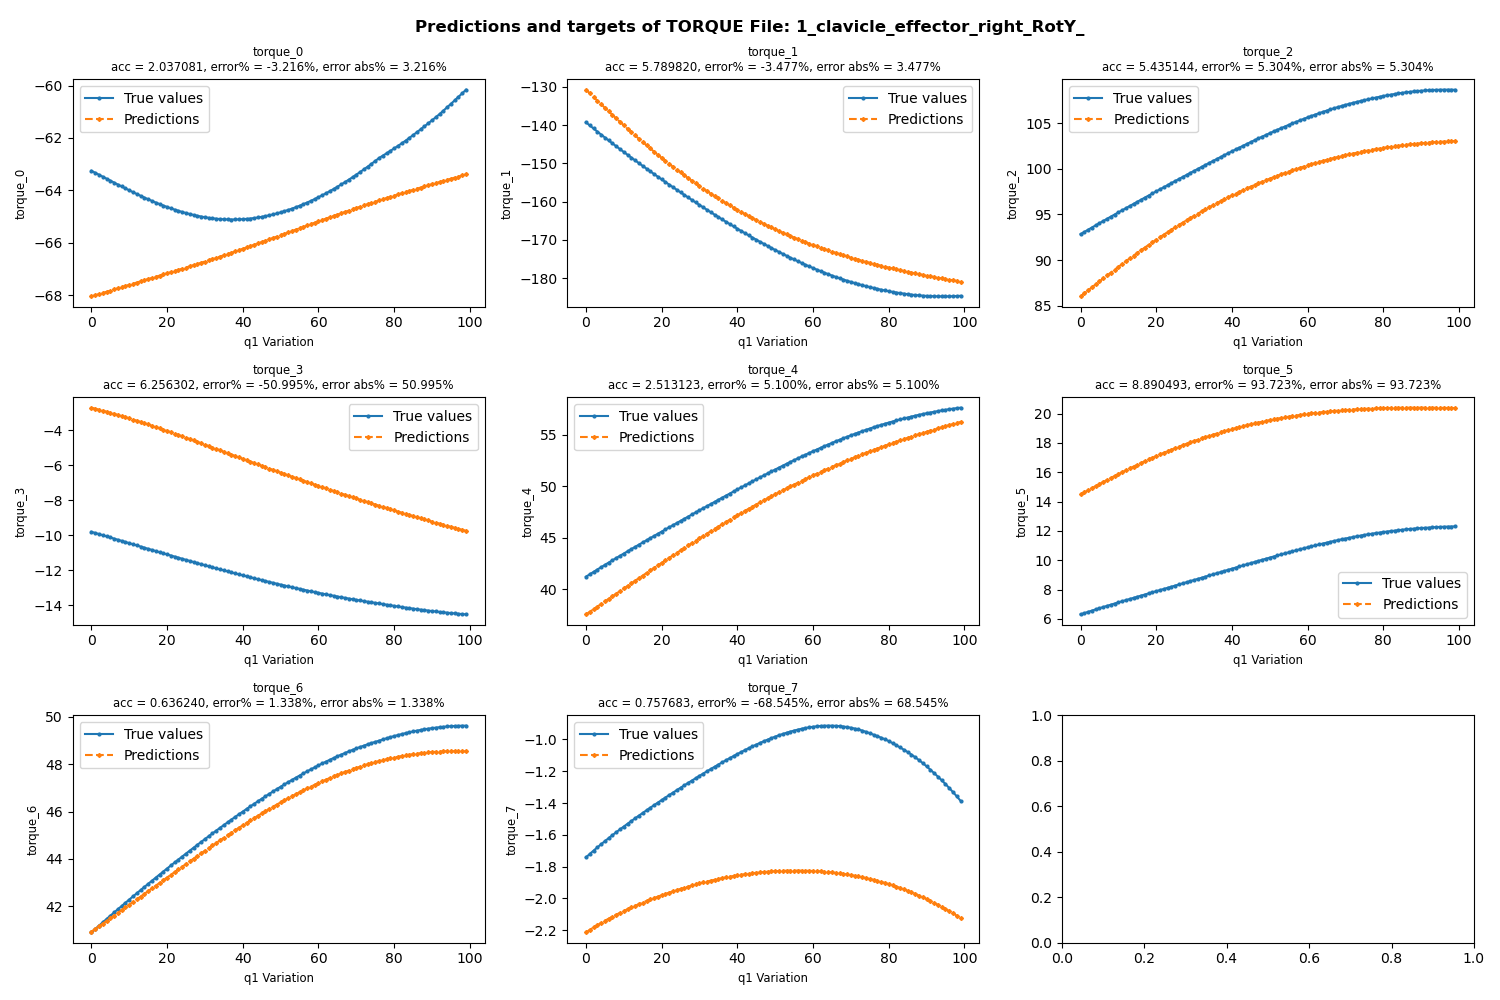 Predictions and targets of TORQUE File: 1_clavicle_effector_right_RotY_
torque_0
acc = 2.037081, error% = -3.216%, error abs% = 3.216%
True values
Predictions
−60
−62
−64
−66
−68
torque_0
0 20 40 60 80 100
q1 Variation
torque_1
acc = 5.789820, error% = -3.477%, error abs% = 3.477%
True values
Predictions
−130
−140
−150
−160
−170
−180
torque_1
0 20 40 60 80 100
q1 Variation
torque_2
acc = 5.435144, error% = 5.304%, error abs% = 5.304%
True values
Predictions
105
100
95
90
85
torque_2
0 20 40 60 80 100
q1 Variation
torque_3
acc = 6.256302, error% = -50.995%, error abs% = 50.995%
True values
Predictions
−4
−6
−8
−10
−12
−14
torque_3
0 20 40 60 80 100
q1 Variation
torque_4
acc = 2.513123, error% = 5.100%, error abs% = 5.100%
True values
Predictions
55
50
45
40
torque_4
0 20 40 60 80 100
q1 Variation
torque_5
acc = 8.890493, error% = 93.723%, error abs% = 93.723%
True values
Predictions
20
18
16
14
12
10
8
6
torque_5
0 20 40 60 80 100
q1 Variation
torque_6
acc = 0.636240, error% = 1.338%, error abs% = 1.338%
True values
Predictions
50
48
46
44
42
torque_6
0 20 40 60 80 100
q1 Variation
torque_7
acc = 0.757683, error% = -68.545%, error abs% = 68.545%
True values
Predictions
−1.0
−1.2
−1.4
−1.6
−1.8
−2.0
−2.2
torque_7
0 20 40 60 80 100
q1 Variation
1.0
0.8
0.6
0.4
0.2
0.0
0.0 0.2 0.4 0.6 0.8 1.0